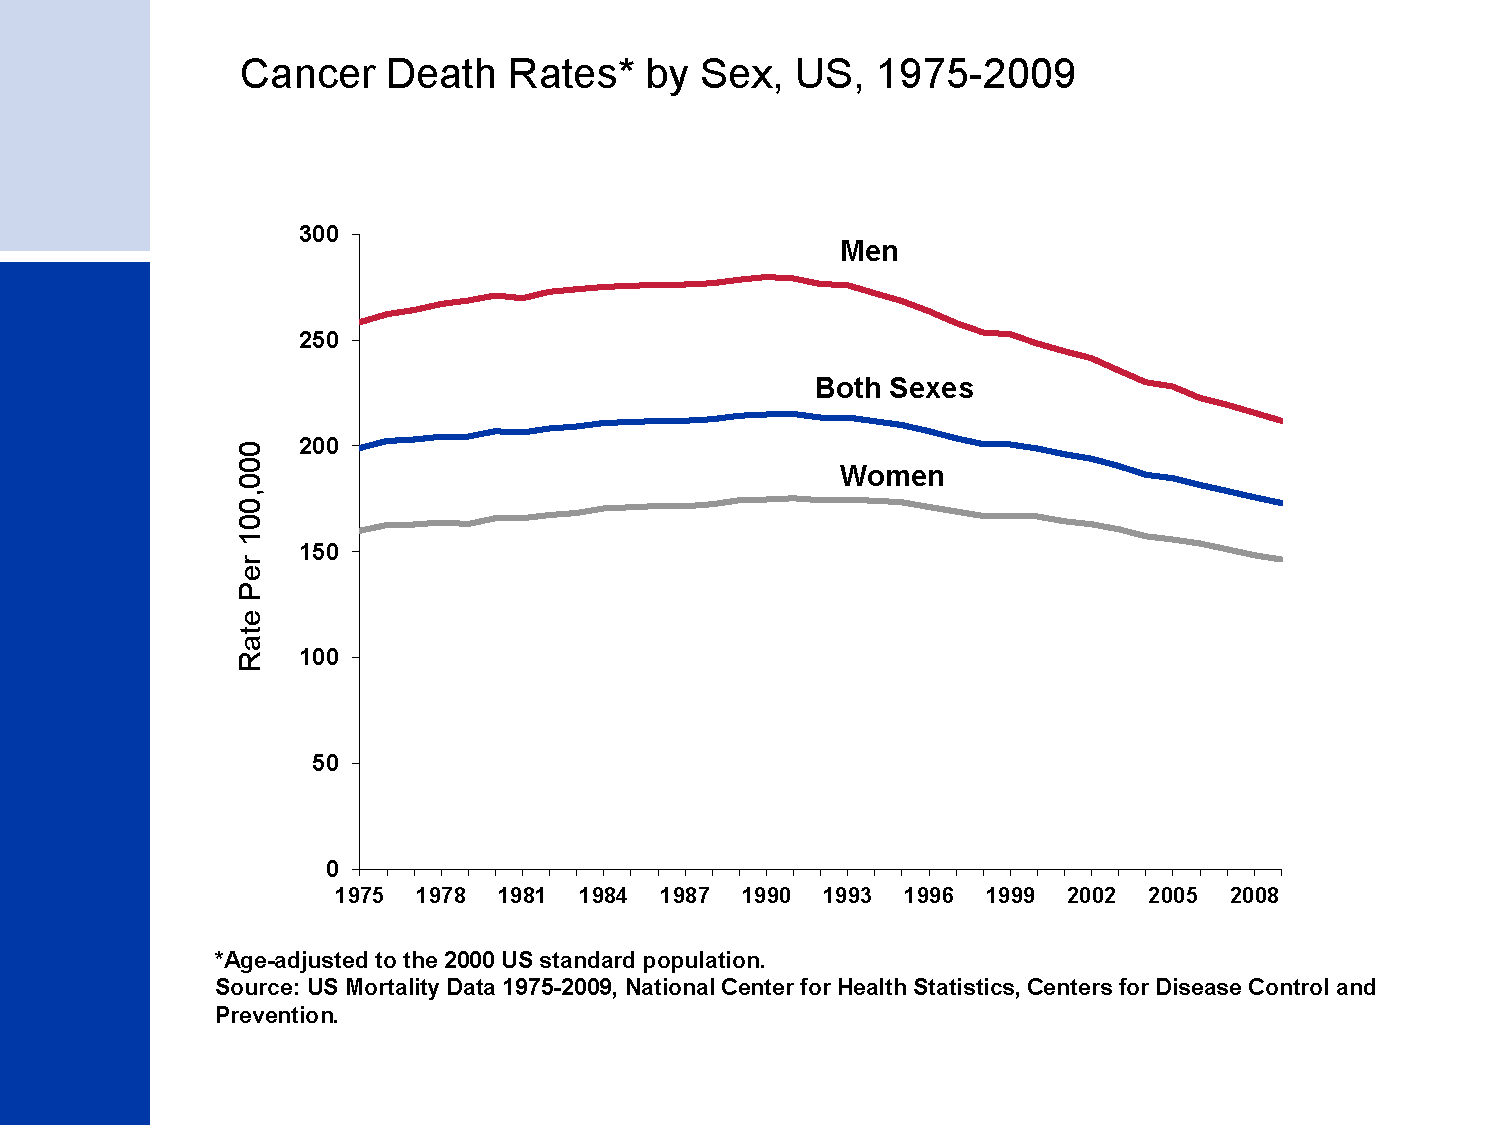 Cancer Death Rates* by Sex, US, 1975-2009
300
Men
250
Both Sexes
200
Women
150
100
50
0
Rate Per 100,000
1975 1978 1981 1984 1987 1990 1993 1996 1999 2002 2005 2008
*Age-adjusted to the 2000 US standard population.
Source: US Mortality Data 1975-2009, National Center for Health Statistics, Centers for Disease Control and
Prevention.